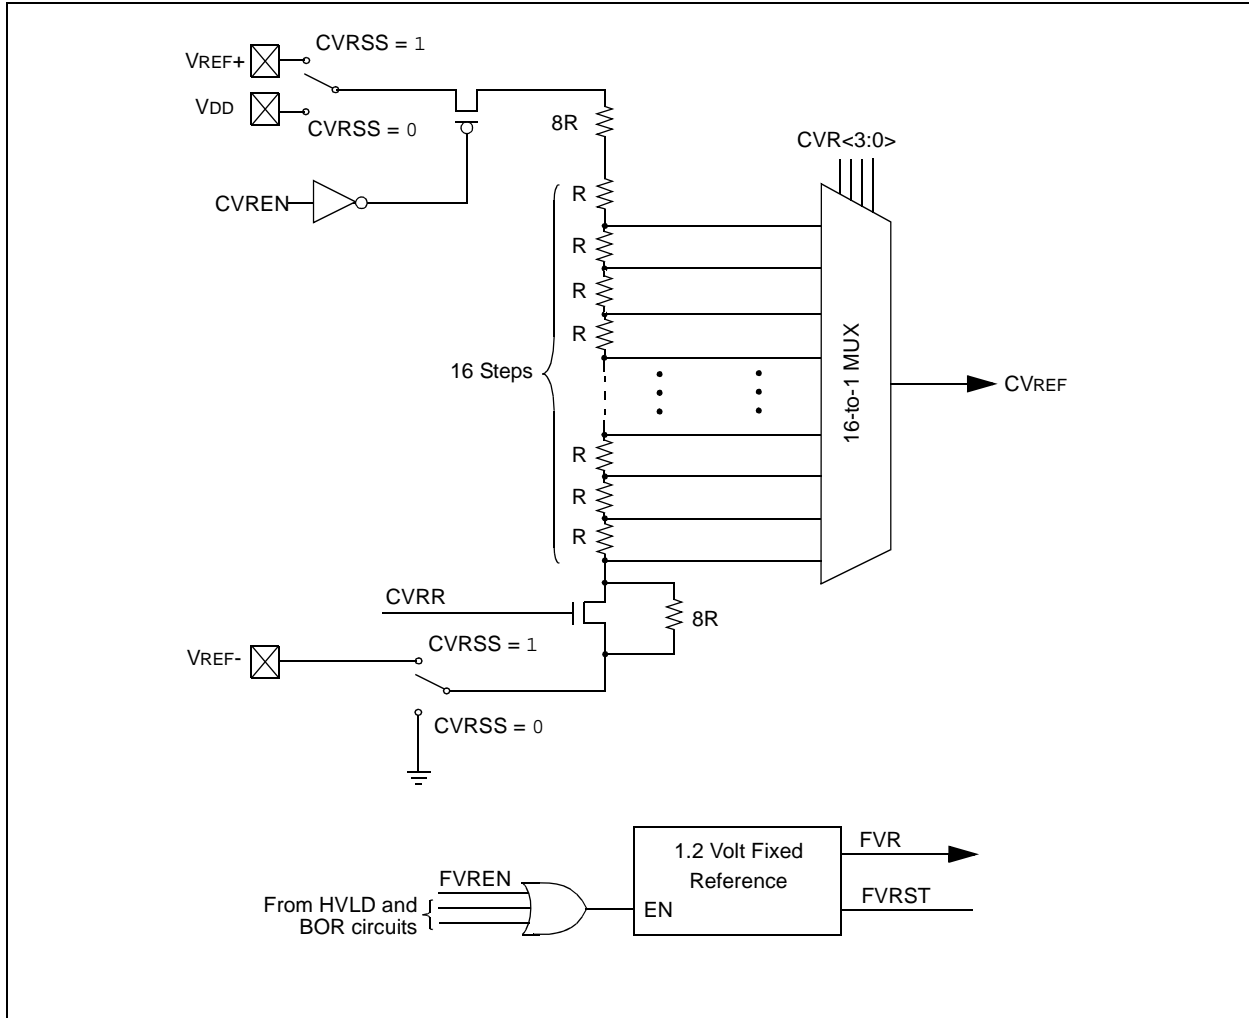 CVRSS = 1
VREF+
VDD
CVRSS = 0
8R
CVR<3:0>
CVREN
R
R
R
R
16 Steps
16-to-1 MUX
CVREF
R
R
R
CVRR
8R
CVRSS = 1
VREF-
CVRSS = 0
1.2 Volt Fixed
Reference
FVR
FVREN
From HVLD and
BOR circuits
EN
FVRST